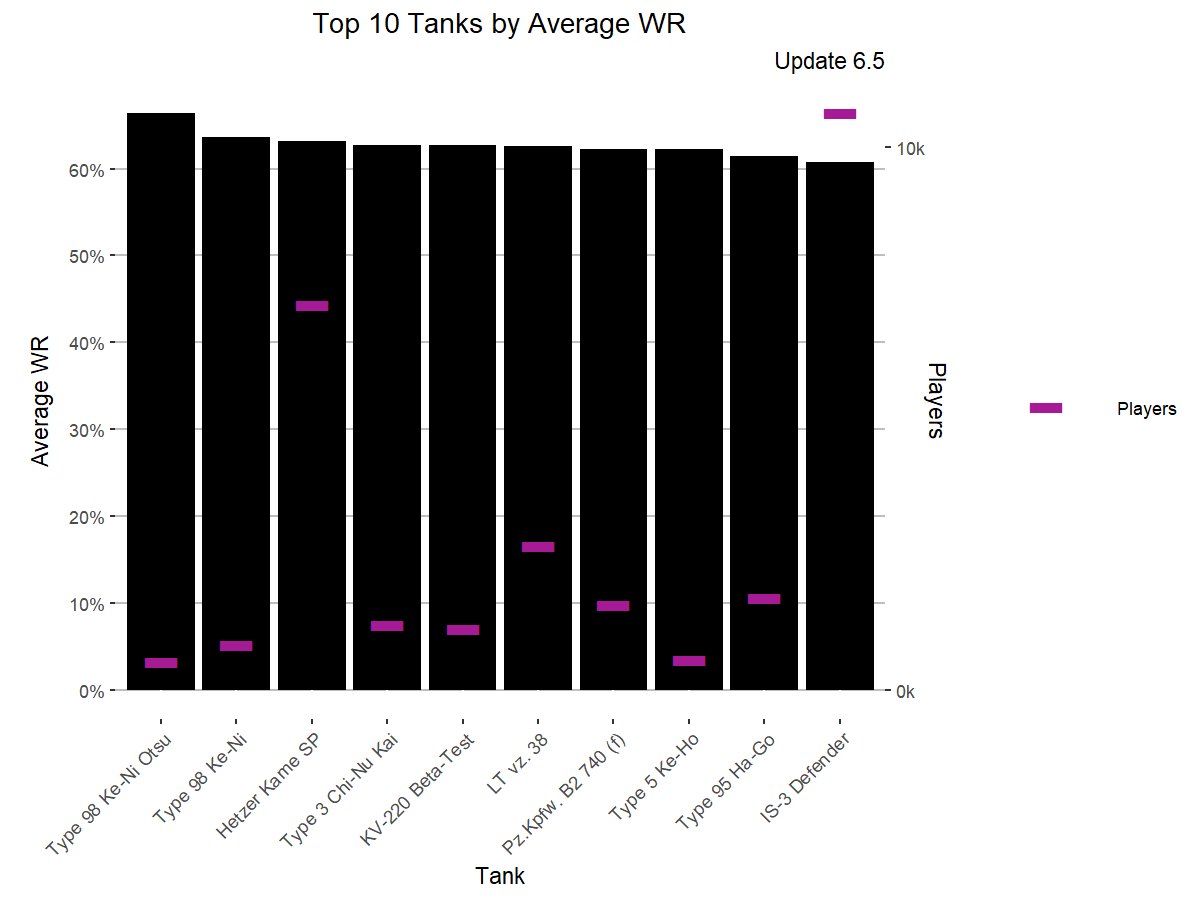 Top 10 Tanks by Average WR
Update 6.5
60%
50%
40%
30%
20%
10%
0%
Average WR
10k
0k
Players
Players
Type 98 Ke-Ni Otsu
Type 98 Ke-Ni
Hetzer Kame SP
Type 3 Chi-Nu Kai
KV-220 Beta-Test
LT vz. 38
Pz.Kpfw. B2 740 (f)
Type 5 Ke-Ho
Type 95 Ha-Go
IS-3 Defender
Tank